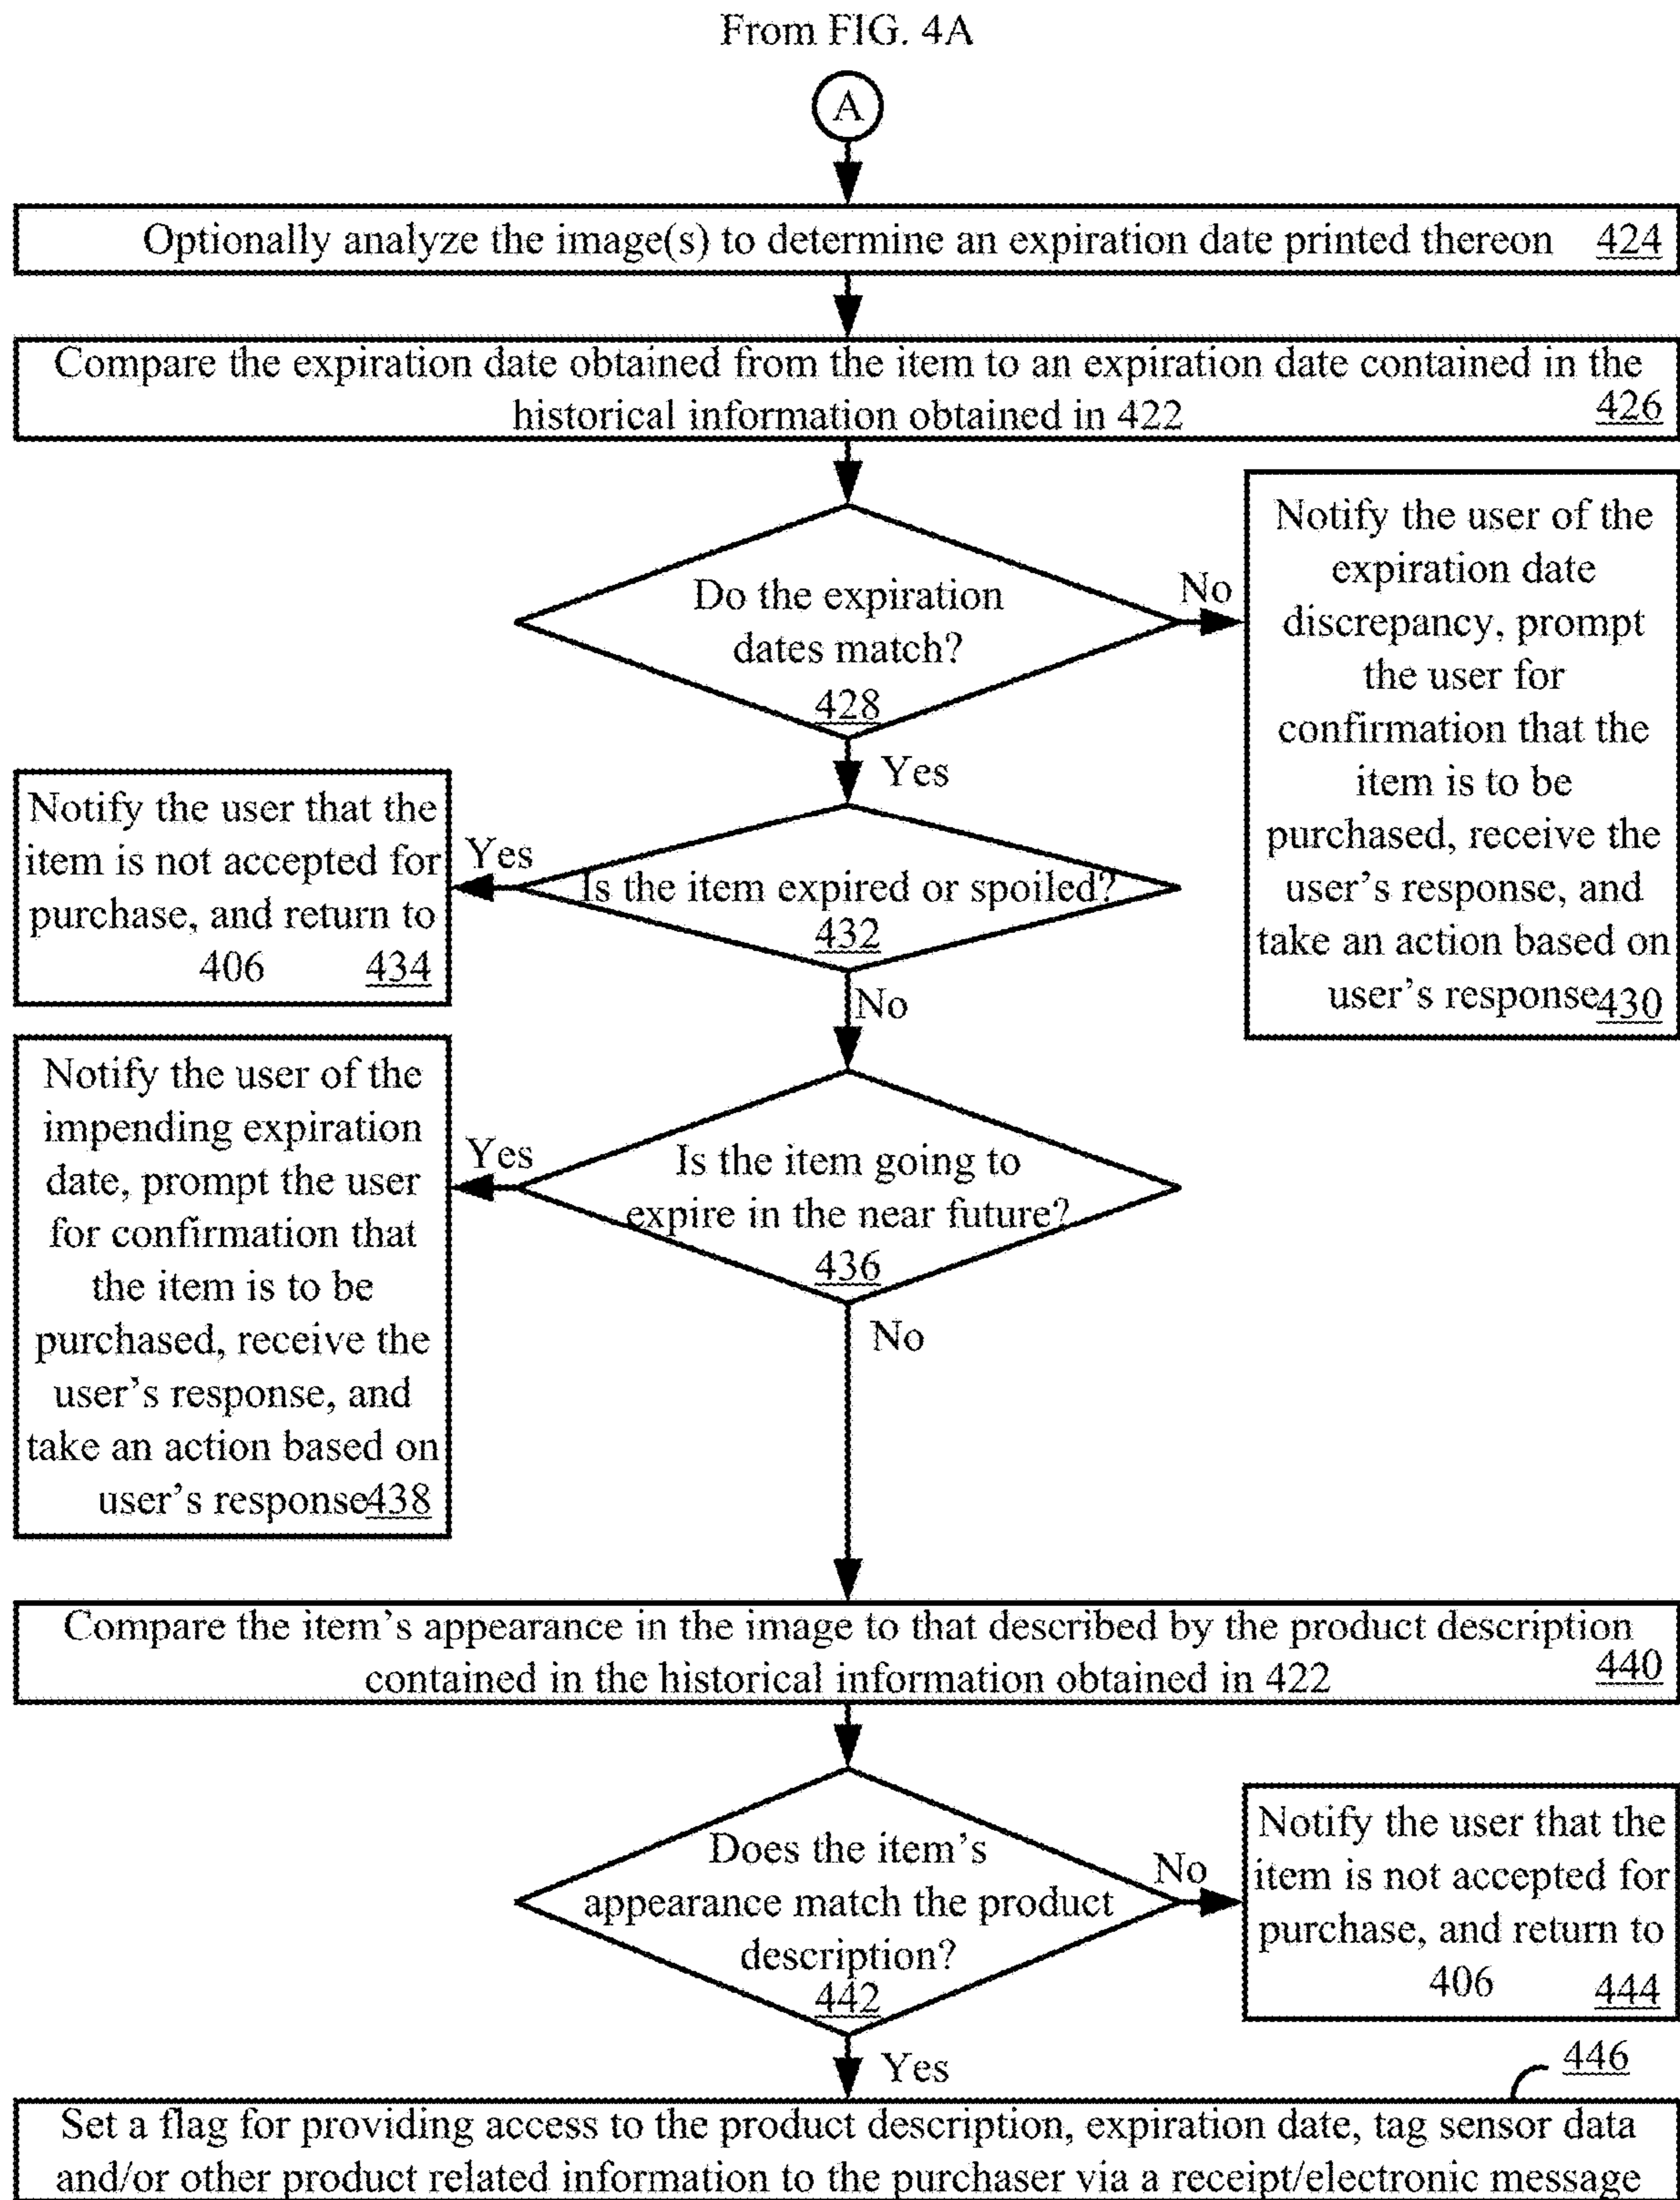 From FIG. 4A
A
Optionally analyze the image(s) to determine an expiration date printed thereon 424
Compare the expiration date obtained from the item to an expiration date contained in the
historical information obtained in 422 426
Do the expiration
dates match?
428
No
Notify the user of the
expiration date
discrepancy, prompt
the user for
confirmation that the
item is to be
purchased, receive the
user's response, and
take an action based on
user's response 430
Yes
Is the item expired or spoiled?
432
Yes
Notify the user that the
item is not accepted for
purchase, and return to
406 434
No
Is the item going to
expire in the near future?
436
Yes
Notify the user of the
impending expiration
date, prompt the user
for confirmation that
the item is to be
purchased, receive the
user's response, and
take an action based on
user's response 438
No
Compare the item's appearance in the image to that described by the product description
contained in the historical information obtained in 422 440
Does the item's
appearance match the product
description?
442
No
Notify the user that the
item is not accepted for
purchase, and return to
406 444
Yes
446
Set a flag for providing access to the product description, expiration date, tag sensor data
and/or other product related information to the purchaser via a receipt/electronic message